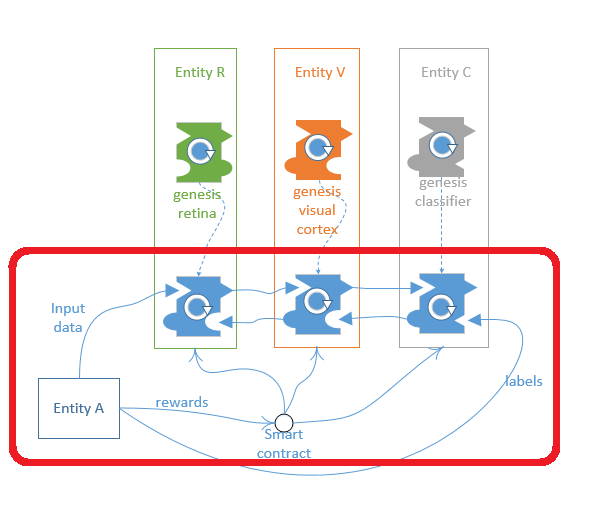 Entity R
Entity V
Entity C
genesis
retina
genesis
visual
cortex
genesis
classifier
Input
data
Entity A
rewards
labels
Smart
contract